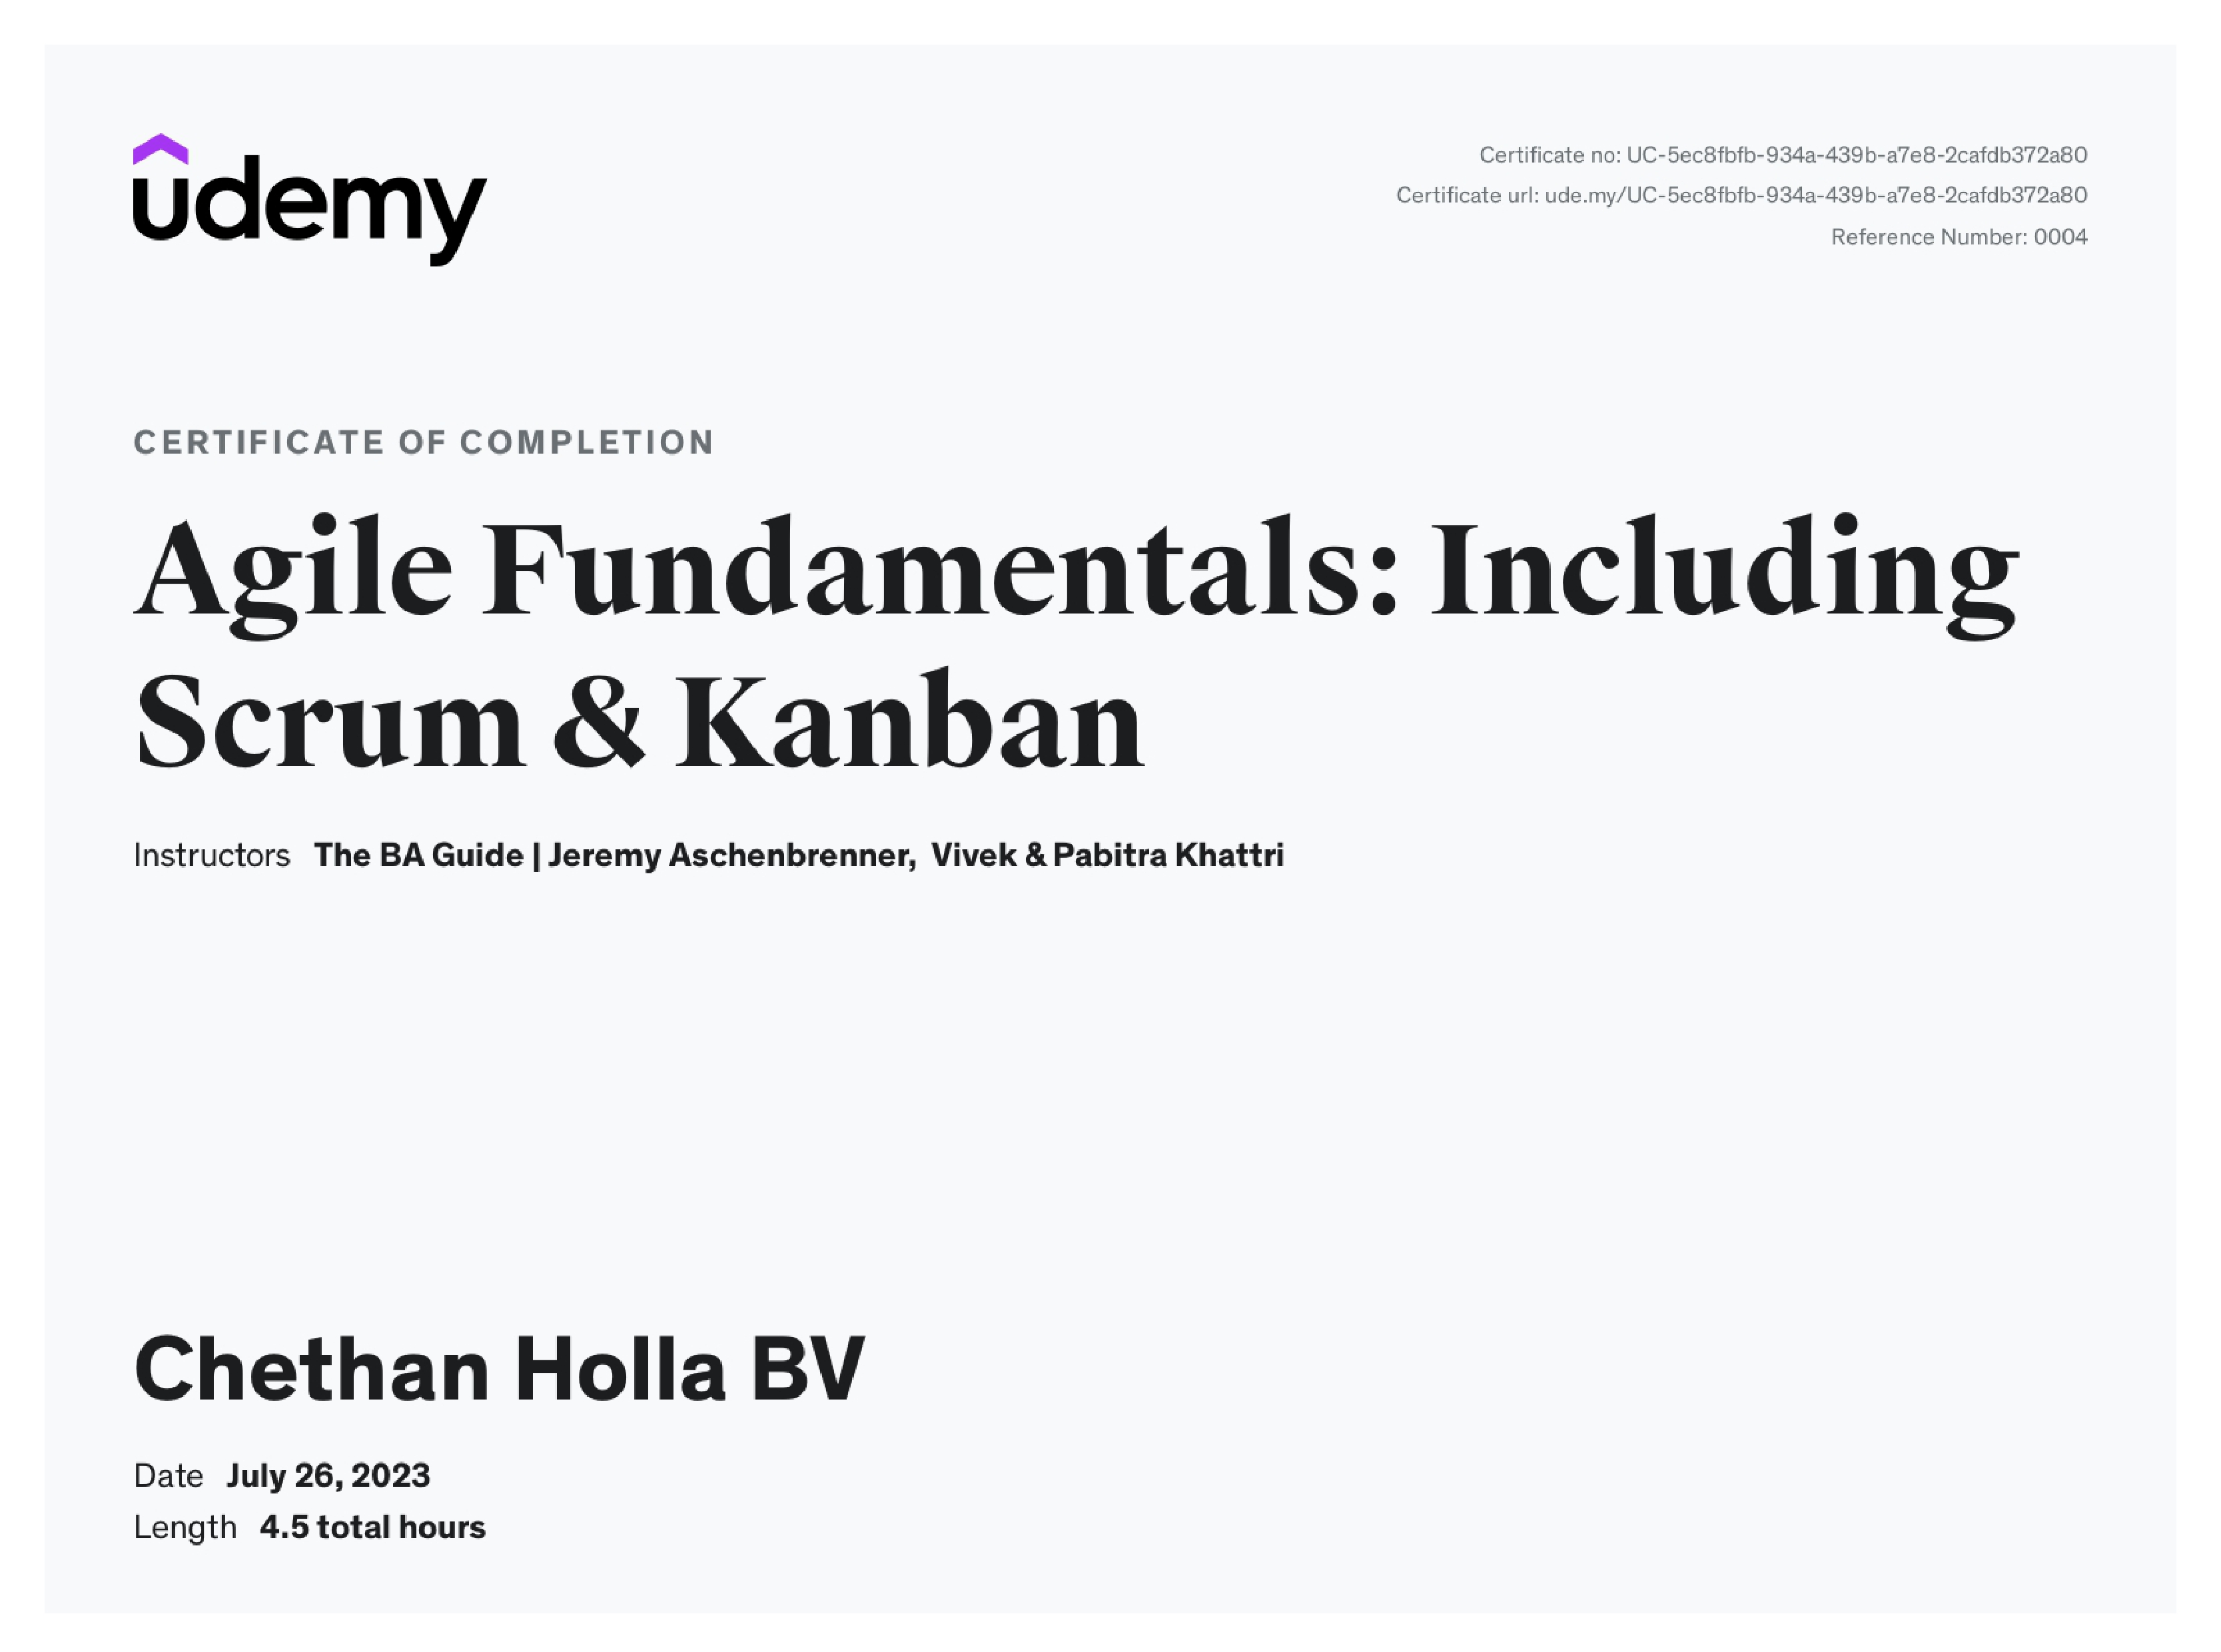 udemy
Certificate no: UC-5ec8fbfb-934a-439b-a7e8-2cafdb372a80
Certificate url: ude.my/UC-5ec8fbfb-934a-439b-a7e8-2cafdb372a80
Reference Number: 0004
CERTIFICATE OF COMPLETION
Agile Fundamentals: Including
Scrum & Kanban
Instructors The BA Guide | Jeremy Aschenbrenner, Vivek & Pabitra Khattri
Chethan Holla BV
Date July 26, 2023
Length 4.5 total hours